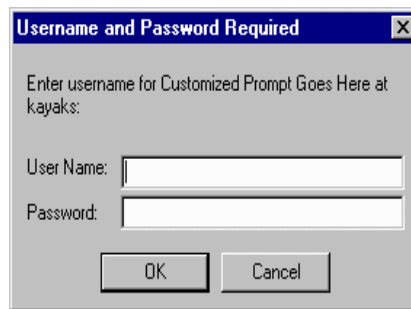 Username and Password Required
Enter username for Customized Prompt Goes Here at
kayaks:
User Name:
Password:
OK
Cancel